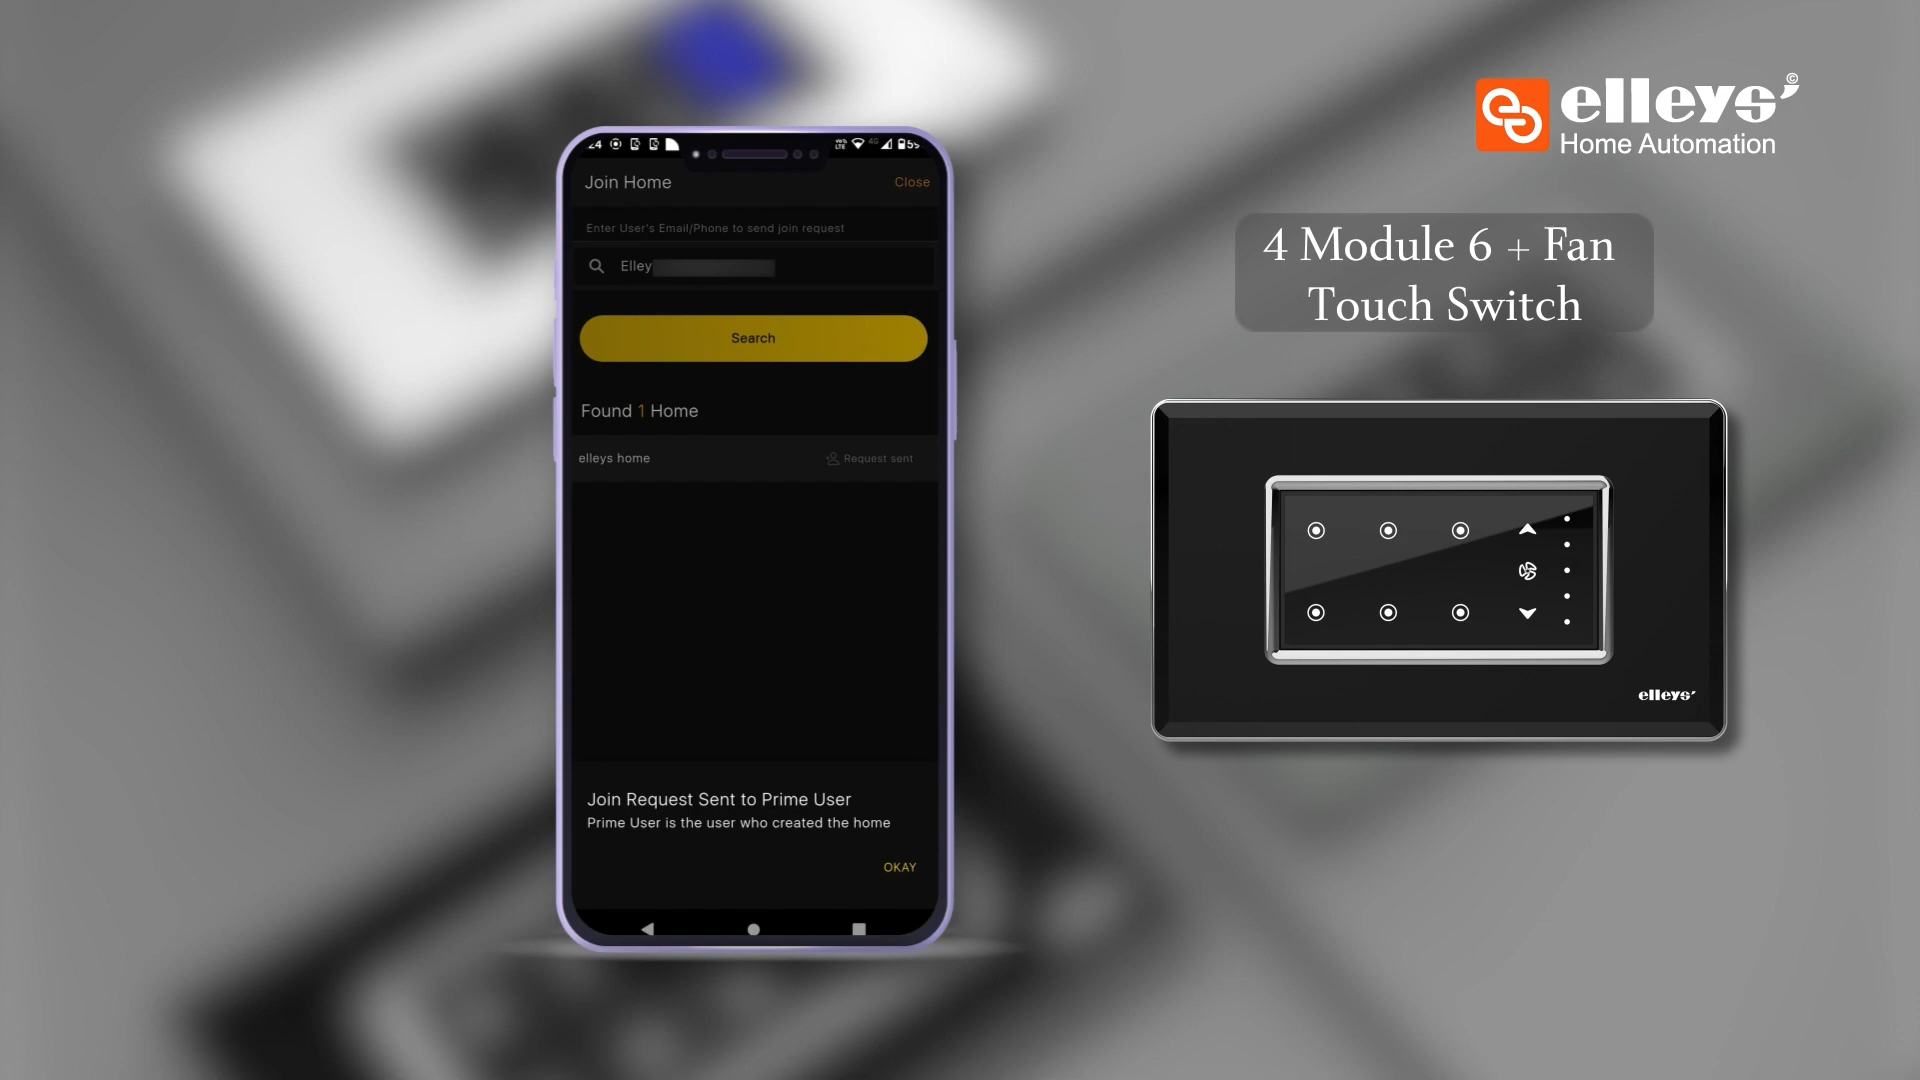 elleys’©
Home Automation
4 Module 6 + Fan
Touch Switch
Join Home
Close
Enter User's Email/Phone to send join request
Elley
Search
Found 1 Home
elleys home
Request sent
Join Request Sent to Prime User
Prime User is the user who created the home
OKAY
elleys’